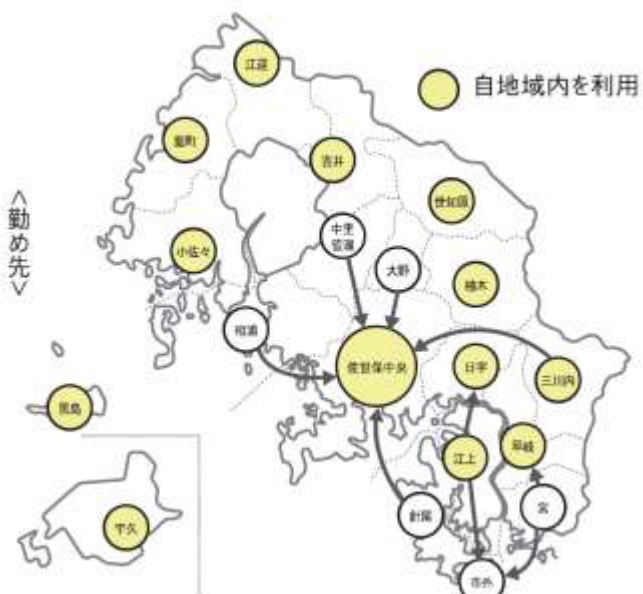 江迎
自地域内を利用
鹿町
吉井
世知原
<勤め先>
中里
皆瀬
小佐々
大野
柚木
相浦
佐世保中央
日宇
三川内
黒島
江上
早岐
宇久
針尾
宮
市外